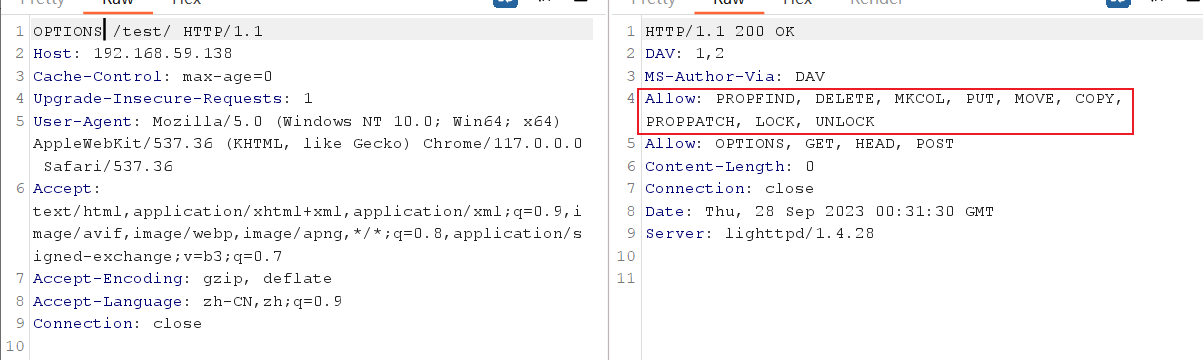 Pretty Raw Hex
1 OPTIONS /test/ HTTP/1.1
2 Host: 192.168.59.138
3 Cache-Control: max-age=0
4 Upgrade-Insecure-Requests: 1
5 User-Agent: Mozilla/5.0 (Windows NT 10.0; Win64; x64)
AppleWebKit/537.36 (KHTML, like Gecko) Chrome/117.0.0.0
Safari/537.36
6 Accept:
text/html,application/xhtml+xml,application/xml;q=0.9,i
mage/avif,image/webp,image/apng,*/*;q=0.8,application/s
igned-exchange;v=b3;q=0.7
7 Accept-Encoding: gzip, deflate
8 Accept-Language: zh-CN,zh;q=0.9
9 Connection: close
10
Pretty Raw Hex Render
1 HTTP/1.1 200 OK
2 DAV: 1,2
3 MS-Author-Via: DAV
4 Allow: PROPFIND, DELETE, MKCOL, PUT, MOVE, COPY,
PROPPATCH, LOCK, UNLOCK
5 Allow: OPTIONS, GET, HEAD, POST
6 Content-Length: 0
7 Connection: close
8 Date: Thu, 28 Sep 2023 00:31:30 GMT
9 Server: lighttpd/1.4.28
10
11